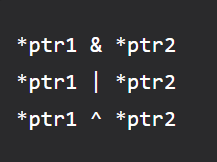 *ptr1 & *ptr2
*ptr1 | *ptr2
*ptr1 ^ *ptr2